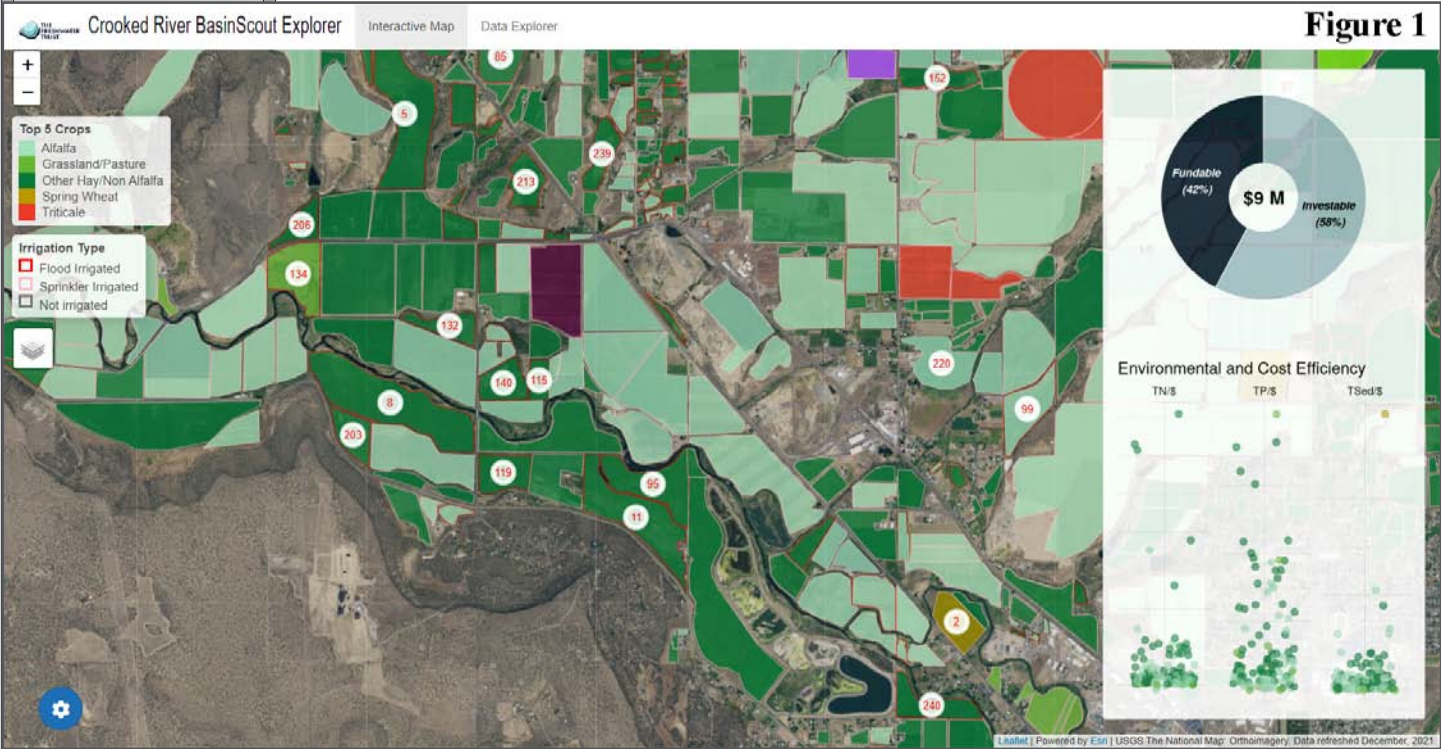 THE FRESHWATER TRUST
Crooked River BasinScout Explorer
Interactive Map
Data Explorer
Figure 1
+
−
Top 5 Crops
Alfalfa
Grassland/Pasture
Other Hay/Non Alfalfa
Spring Wheat
Triticale
Irrigation Type
Flood Irrigated
Sprinkler Irrigated
Not irrigated
85
5
152
239
213
206
134
132
140
115
220
8
99
203
119
95
11
2
240
Fundable
(42%)
$9 M
Investable
(58%)
Environmental and Cost Efficiency
TN/$
TP/$
TSed/$
Leaflet | Powered by Esri | USGS The National Map: Orthoimagery. Data refreshed December, 2021